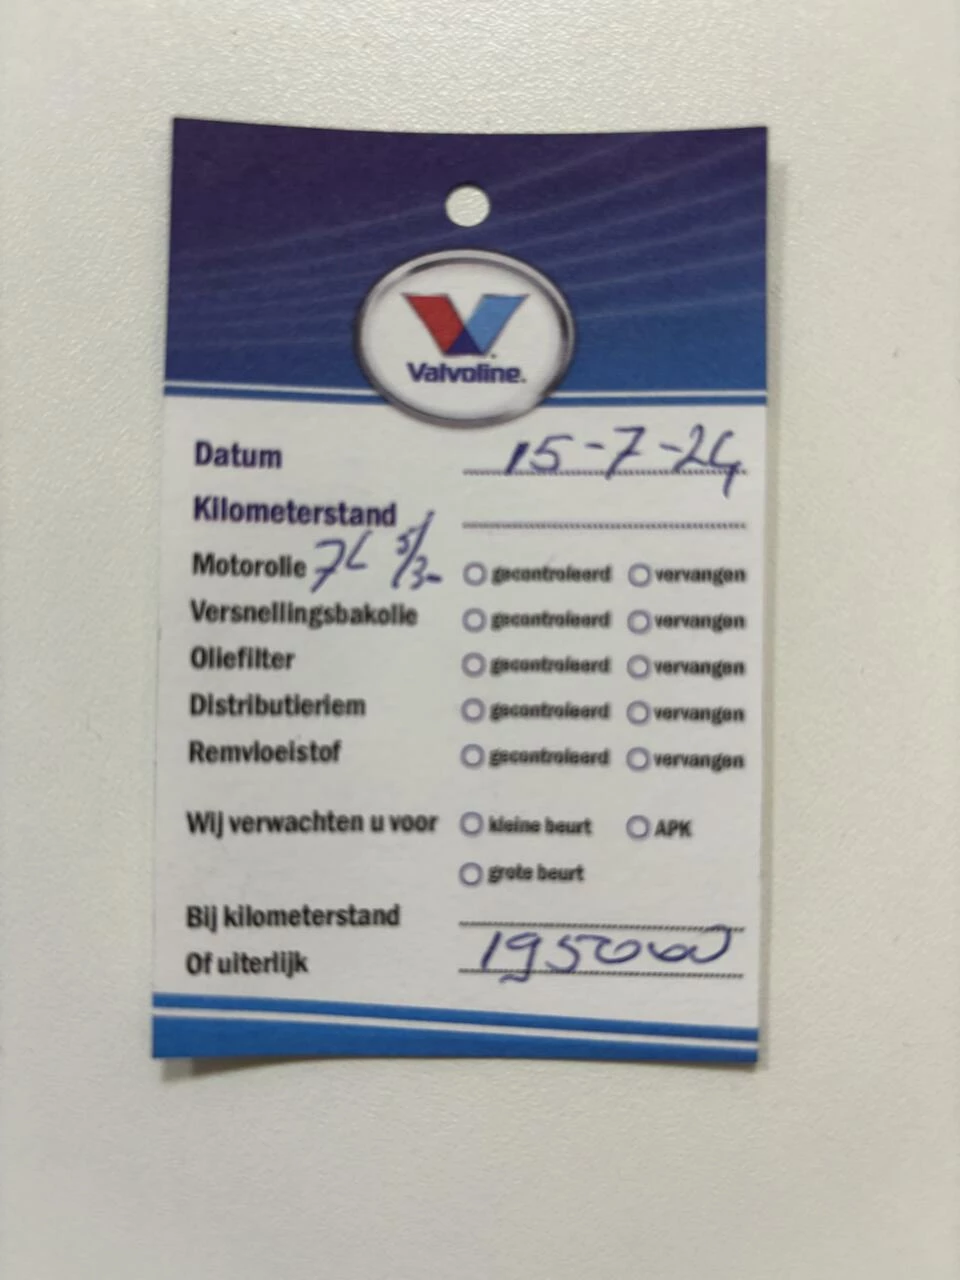 Valvoline.
Datum 15-7-24
Kilometerstand
Motorolie 7L 5/30 gecontroleerd vervangen
Versnellingsbakolie gecontroleerd vervangen
Oliefilter gecontroleerd vervangen
Distributieriem gecontroleerd vervangen
Remvloeistof gecontroleerd vervangen
Wij verwachten u voor kleine beurt APK
grote beurt
Bij kilometerstand
Of uiterlijk 195000